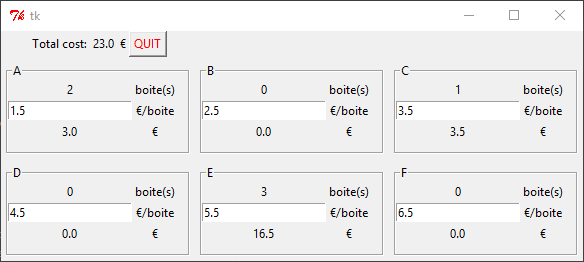 tk
Total cost: 23.0 € QUIT
A B C
2 boite(s) 0 boite(s) 1 boite(s)
1.5 €/boite 2.5 €/boite 3.5 €/boite
3.0 € 0.0 € 3.5 €
D E F
0 boite(s) 3 boite(s) 0 boite(s)
4.5 €/boite 5.5 €/boite 6.5 €/boite
0.0 € 16.5 € 0.0 €